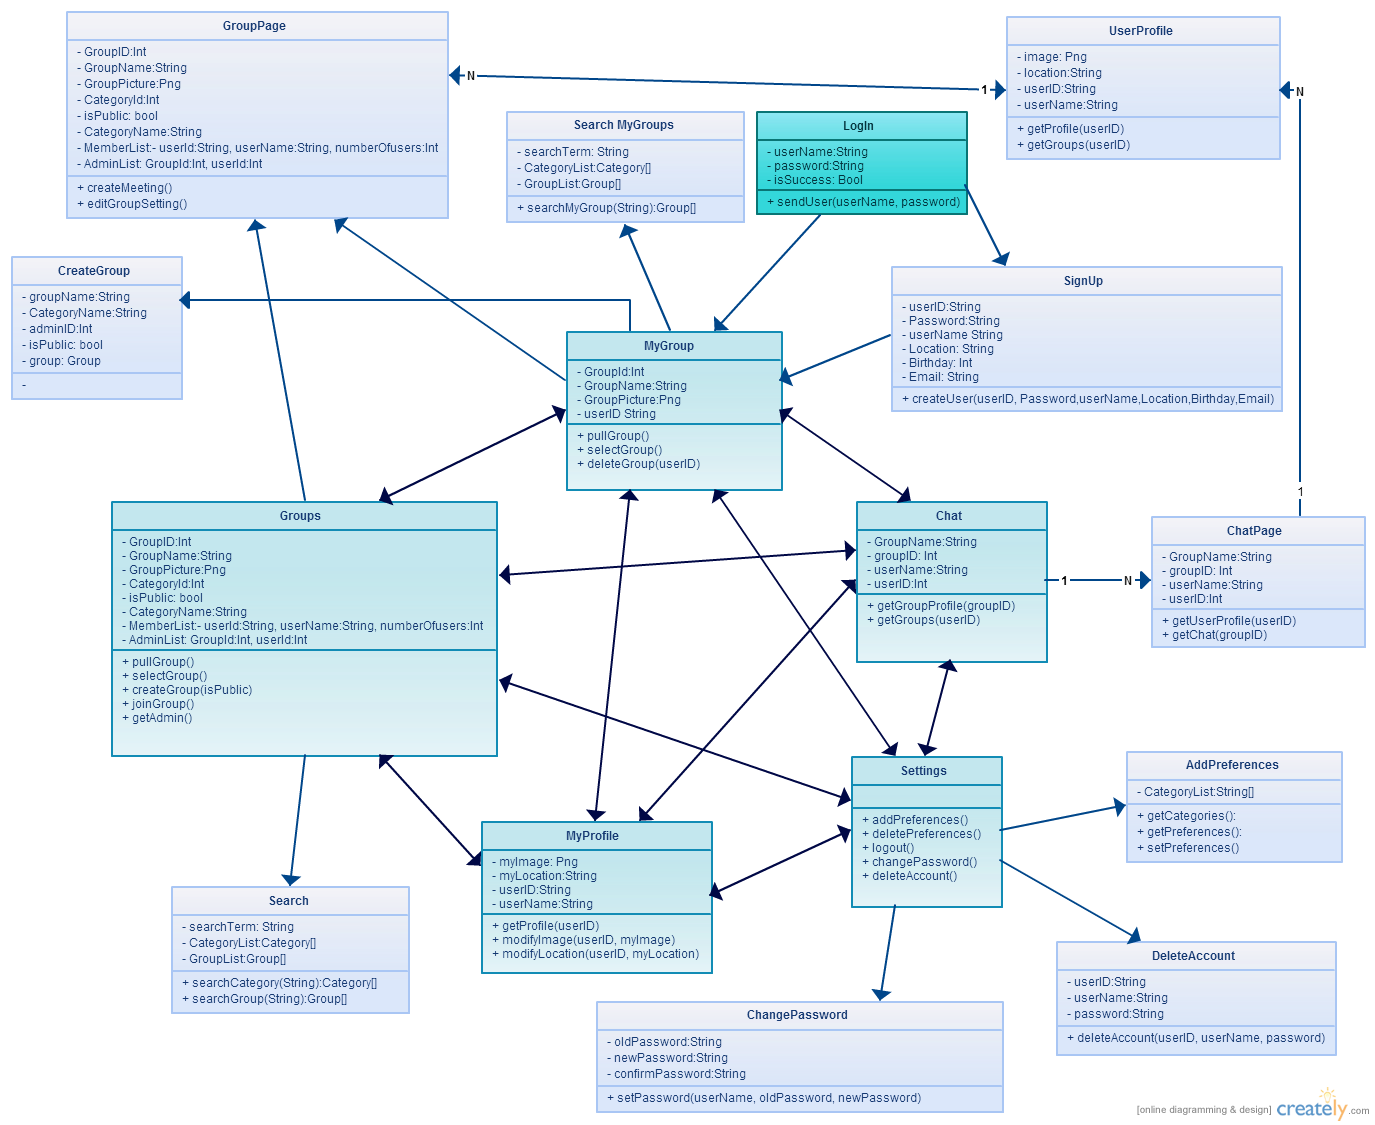 GroupPage
- GroupID:Int
- GroupName:String
- GroupPicture:Png
- CategoryId:Int
- isPublic: bool
- CategoryName:String
- MemberList:- userId:String, userName:String, numberOfusers:Int
- AdminList: GroupId:Int, userId:Int
+ createMeeting()
+ editGroupSetting()
N
1
UserProfile
- image: Png
- location:String
- userID:String
- userName:String
+ getProfile(userID)
+ getGroups(userID)
N
1
Search MyGroups
- searchTerm: String
- CategoryList:Category[]
- GroupList:Group[]
+ searchMyGroup(String):Group[]
LogIn
- userName:String
- password:String
- isSuccess: Bool
+ sendUser(userName, password)
CreateGroup
- groupName:String
- CategoryName:String
- adminID:Int
- isPublic: bool
- group: Group
-
SignUp
- userID:String
- Password:String
- userName String
- Location: String
- Birthday: Int
- Email: String
+ createUser(userID, Password,userName,Location,Birthday,Email)
MyGroup
- GroupId:Int
- GroupName:String
- GroupPicture:Png
- userID String
+ pullGroup()
+ selectGroup()
+ deleteGroup(userID)
Groups
- GroupID:Int
- GroupName:String
- GroupPicture:Png
- CategoryId:Int
- isPublic: bool
- CategoryName:String
- MemberList:- userId:String, userName:String, numberOfusers:Int
- AdminList: GroupId:Int, userId:Int
+ pullGroup()
+ selectGroup()
+ createGroup(isPublic)
+ joinGroup()
+ getAdmin()
Chat
- GroupName:String
- groupID: Int
- userName:String
- userID:Int
+ getGroupProfile(groupID)
+ getGroups(userID)
1
N
ChatPage
- GroupName:String
- groupID: Int
- userName:String
- userID:Int
+ getUserProfile(userID)
+ getChat(groupID)
Settings
+ addPreferences()
+ deletePreferences()
+ logout()
+ changePassword()
+ deleteAccount()
AddPreferences
- CategoryList:String[]
+ getCategories():
+ getPreferences():
+ setPreferences()
MyProfile
- myImage: Png
- myLocation:String
- userID:String
- userName:String
+ getProfile(userID)
+ modifyImage(userID, myImage)
+ modifyLocation(userID, myLocation)
Search
- searchTerm: String
- CategoryList:Category[]
- GroupList:Group[]
+ searchCategory(String):Category[]
+ searchGroup(String):Group[]
DeleteAccount
- userID:String
- userName:String
- password:String
+ deleteAccount(userID, userName, password)
ChangePassword
- oldPassword:String
- newPassword:String
- confirmPassword:String
+ setPassword(userName, oldPassword, newPassword)
[online diagramming & design] creately.com